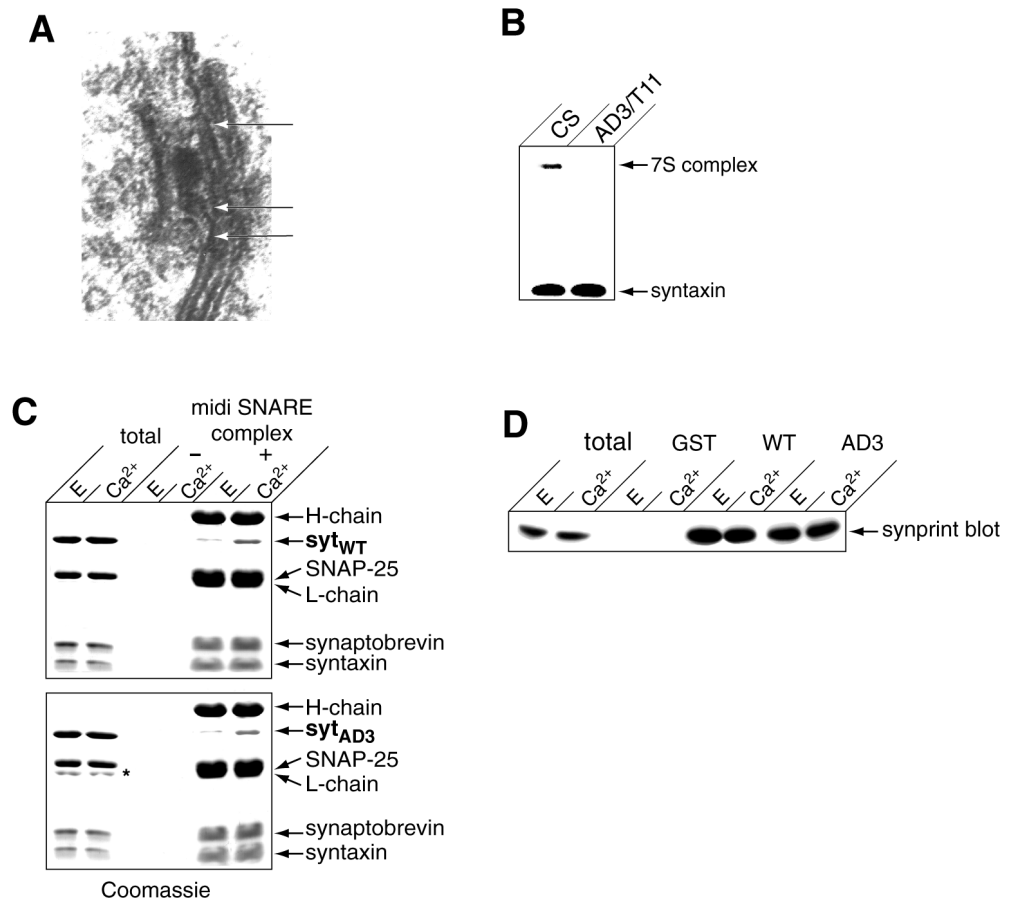 A
B
CS
AD3/T11
7S complex
syntaxin
C
midi SNARE
total
complex
− +
E Ca2+ E Ca2+ E Ca2+
H-chain
sytWT
SNAP-25
L-chain
synaptobrevin
syntaxin
H-chain
sytAD3
SNAP-25
*
L-chain
synaptobrevin
syntaxin
Coomassie
D
total GST WT AD3
E Ca2+ E Ca2+ E Ca2+ E Ca2+
synprint blot